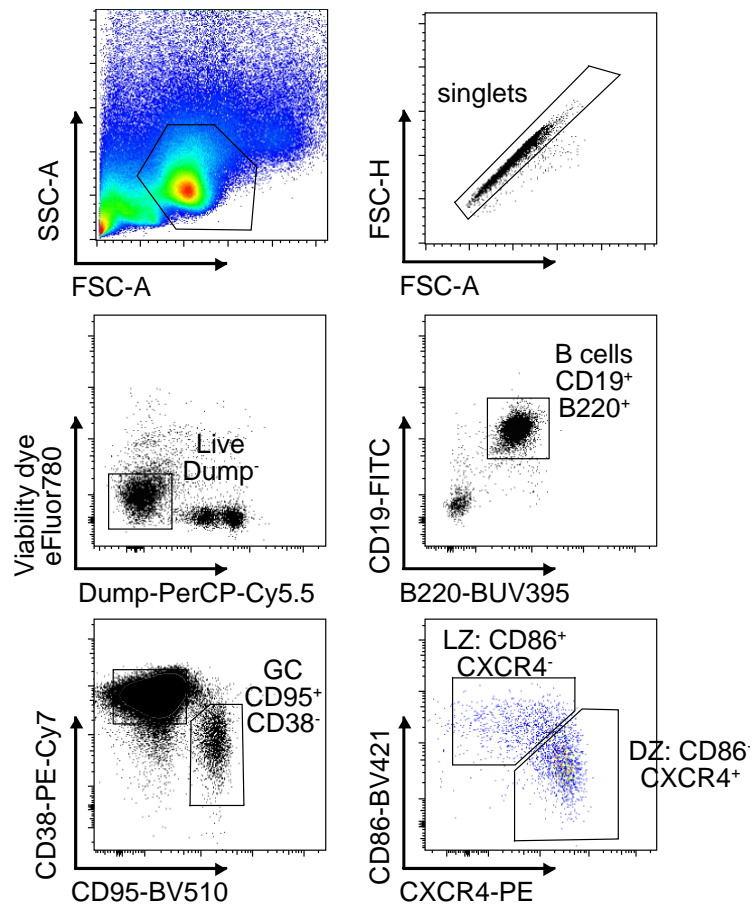 SSC-A
FSC-A
singlets
FSC-H
FSC-A
Viability dye
eFluor780
Live
Dump-
Dump-PerCP-Cy5.5
CD19-FITC
B cells
CD19+
B220+
B220-BUV395
CD38-PE-Cy7
GC
CD95+
CD38-
CD95-BV510
CD86-BV421
LZ: CD86+
CXCR4-
DZ: CD86-
CXCR4+
CXCR4-PE